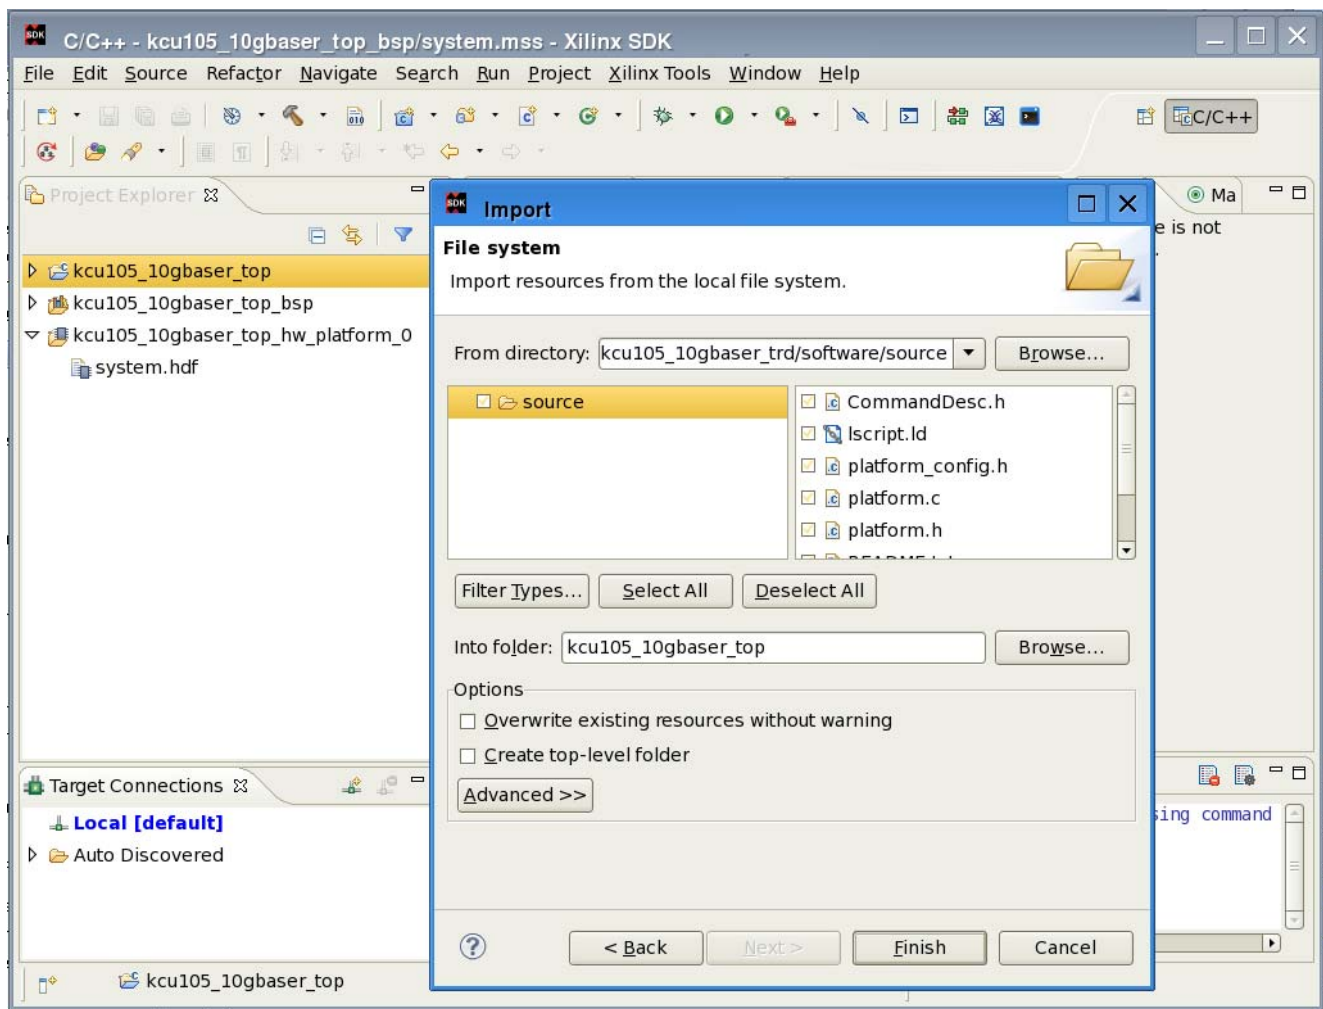 C/C++ - kcu105_10gbaser_top_bsp/system.mss - Xilinx SDK
File Edit Source Refactor Navigate Search Run Project Xilinx Tools Window Help
C/C++
Project Explorer
Ma
e is not
kcu105_10gbaser_top
kcu105_10gbaser_top_bsp
kcu105_10gbaser_top_hw_platform_0
system.hdf
Import
File system
Import resources from the local file system.
From directory: kcu105_10gbaser_trd/software/source Browse...
source
CommandDesc.h
lscript.ld
platform_config.h
platform.c
platform.h
Filter Types... Select All Deselect All
Into folder: kcu105_10gbaser_top Browse...
Options
Overwrite existing resources without warning
Create top-level folder
Advanced >>
< Back Next > Finish Cancel
Target Connections
Local [default]
Auto Discovered
sing command
kcu105_10gbaser_top